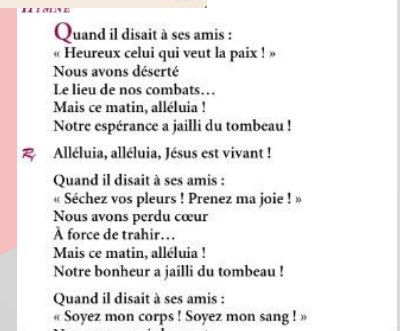 HYMNE
Quand il disait à ses amis :
« Heureux celui qui veut la paix ! »
Nous avons déserté
Le lieu de nos combats…
Mais ce matin, alléluia !
Notre espérance a jailli du tombeau !
℟ Alléluia, alléluia, Jésus est vivant !
Quand il disait à ses amis :
« Séchez vos pleurs ! Prenez ma joie ! »
Nous avons perdu cœur
À force de trahir…
Mais ce matin, alléluia !
Notre bonheur a jailli du tombeau !
Quand il disait à ses amis :
« Soyez mon corps ! Soyez mon sang ! »